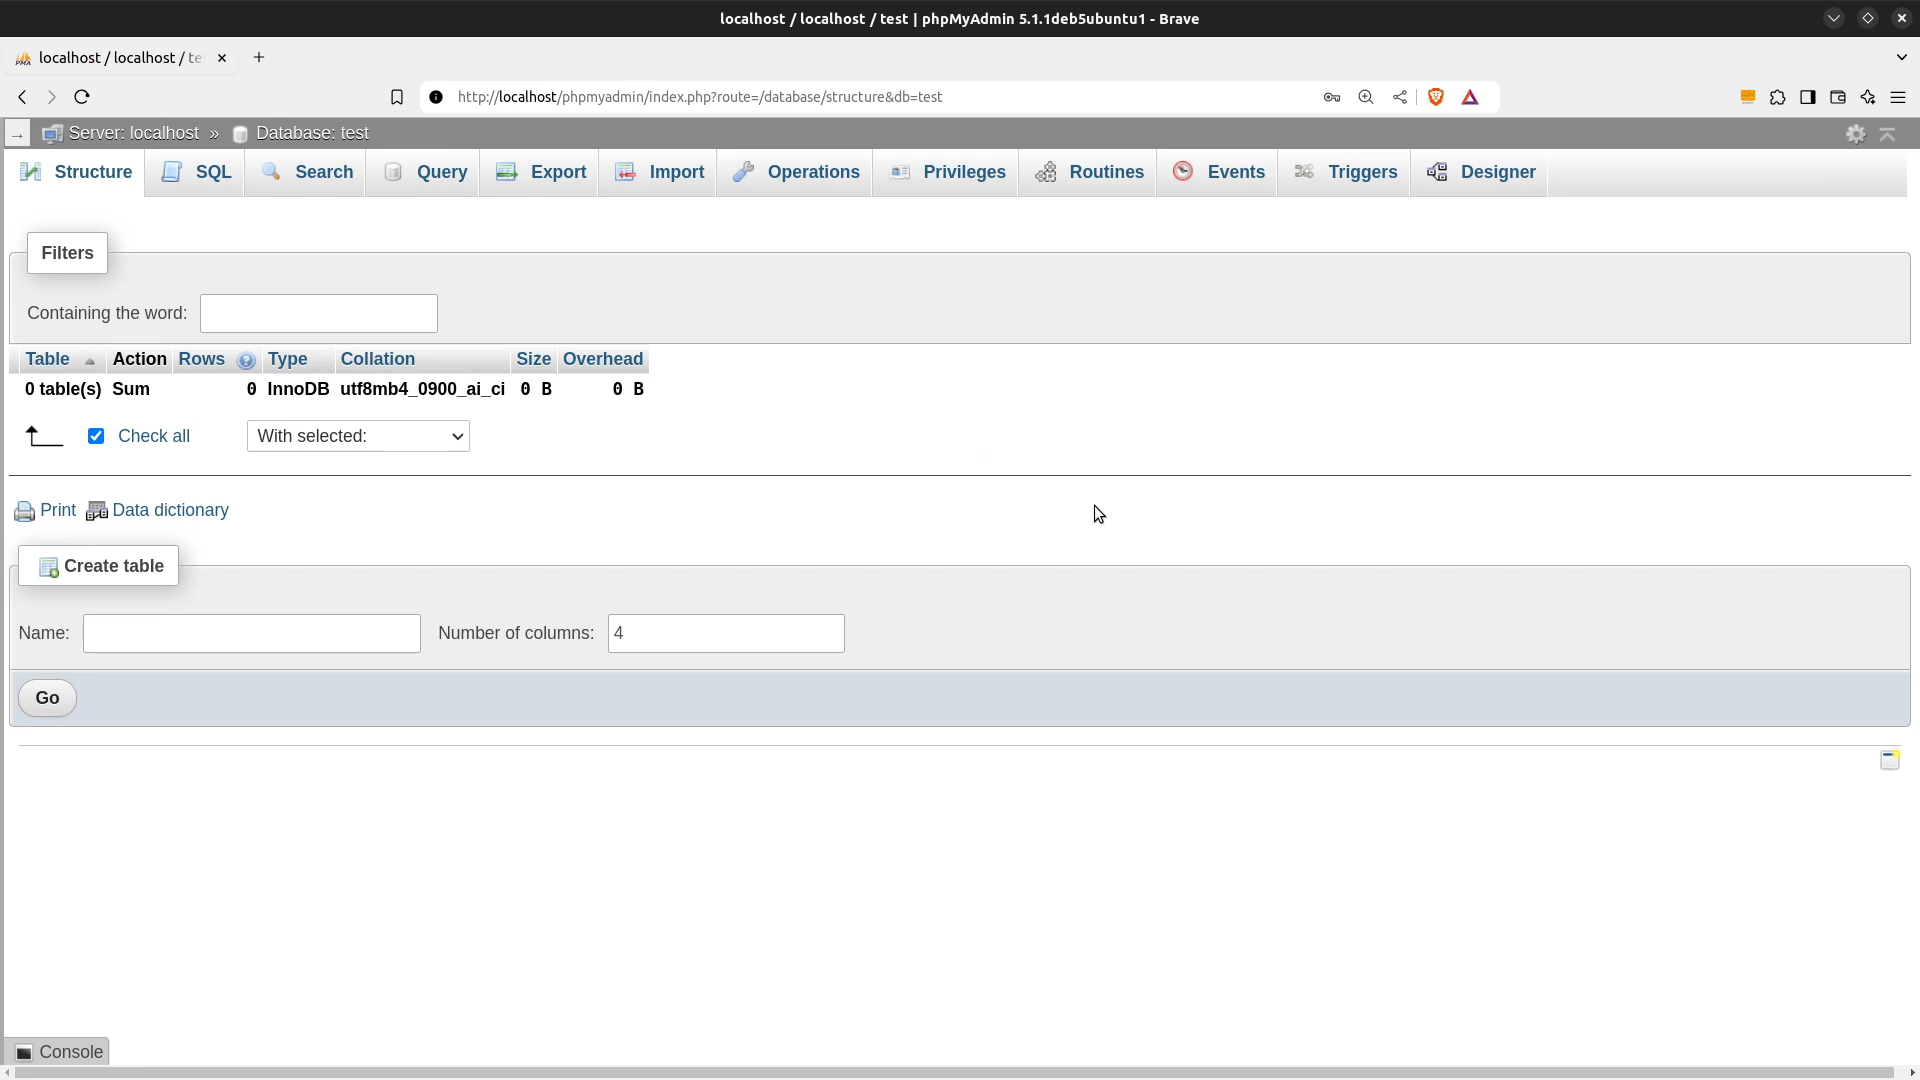 localhost / localhost / test | phpMyAdmin 5.1.1deb5ubuntu1 - Brave
PMA localhost / localhost / te
http://localhost/phpmyadmin/index.php?route=/database/structure&db=test
Server: localhost » Database: test
Structure SQL Search Query Export Import Operations Privileges Routines Events Triggers Designer
Filters
Containing the word:
Table Action Rows Type Collation Size Overhead
0 table(s) Sum 0 InnoDB utf8mb4_0900_ai_ci 0 B 0 B
Check all With selected:
Print Data dictionary
Create table
Name: Number of columns: 4
Go
Console